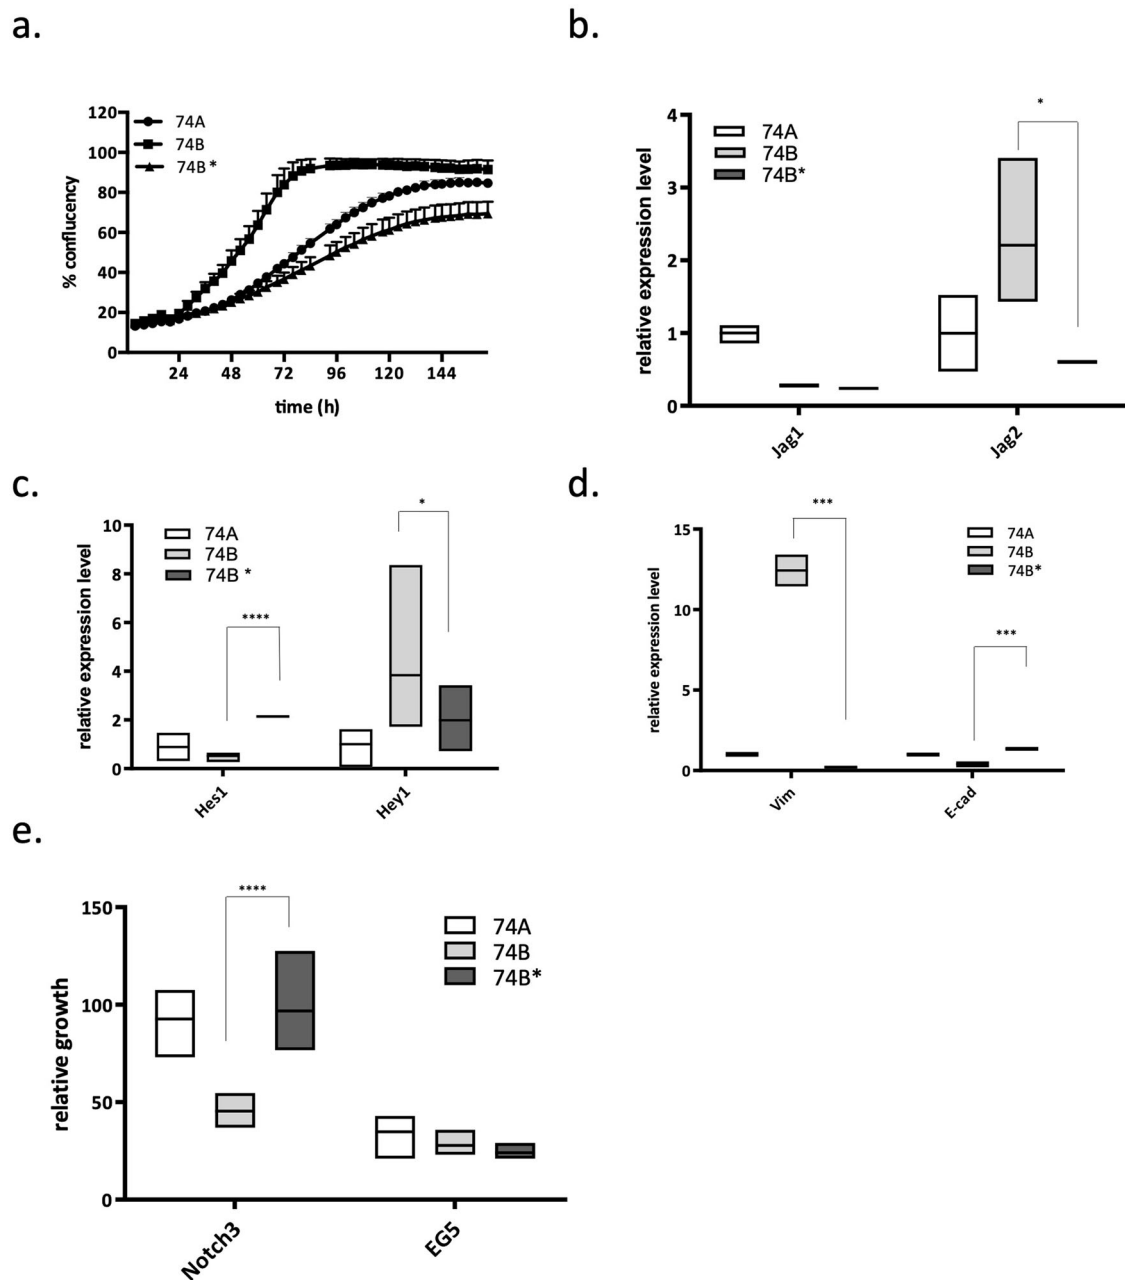 a.
120
100
80
60
40
20
0
74A
74B
74B*
% conflucency
24 48 72 96 120 144
time (h)
b.
*
4
3
2
1
0
74A
74B
74B*
relative expression level
Jag1 Jag2
c.
*
10
8
6
4
2
0
74A
74B
74B *
****
relative expression level
Hes1 Hey1
d.
***
15
10
5
0
74A
74B
74B*
***
relative expression level
Vim E-cad
e.
****
150
100
50
0
74A
74B
74B*
relative growth
Notch3 EG5